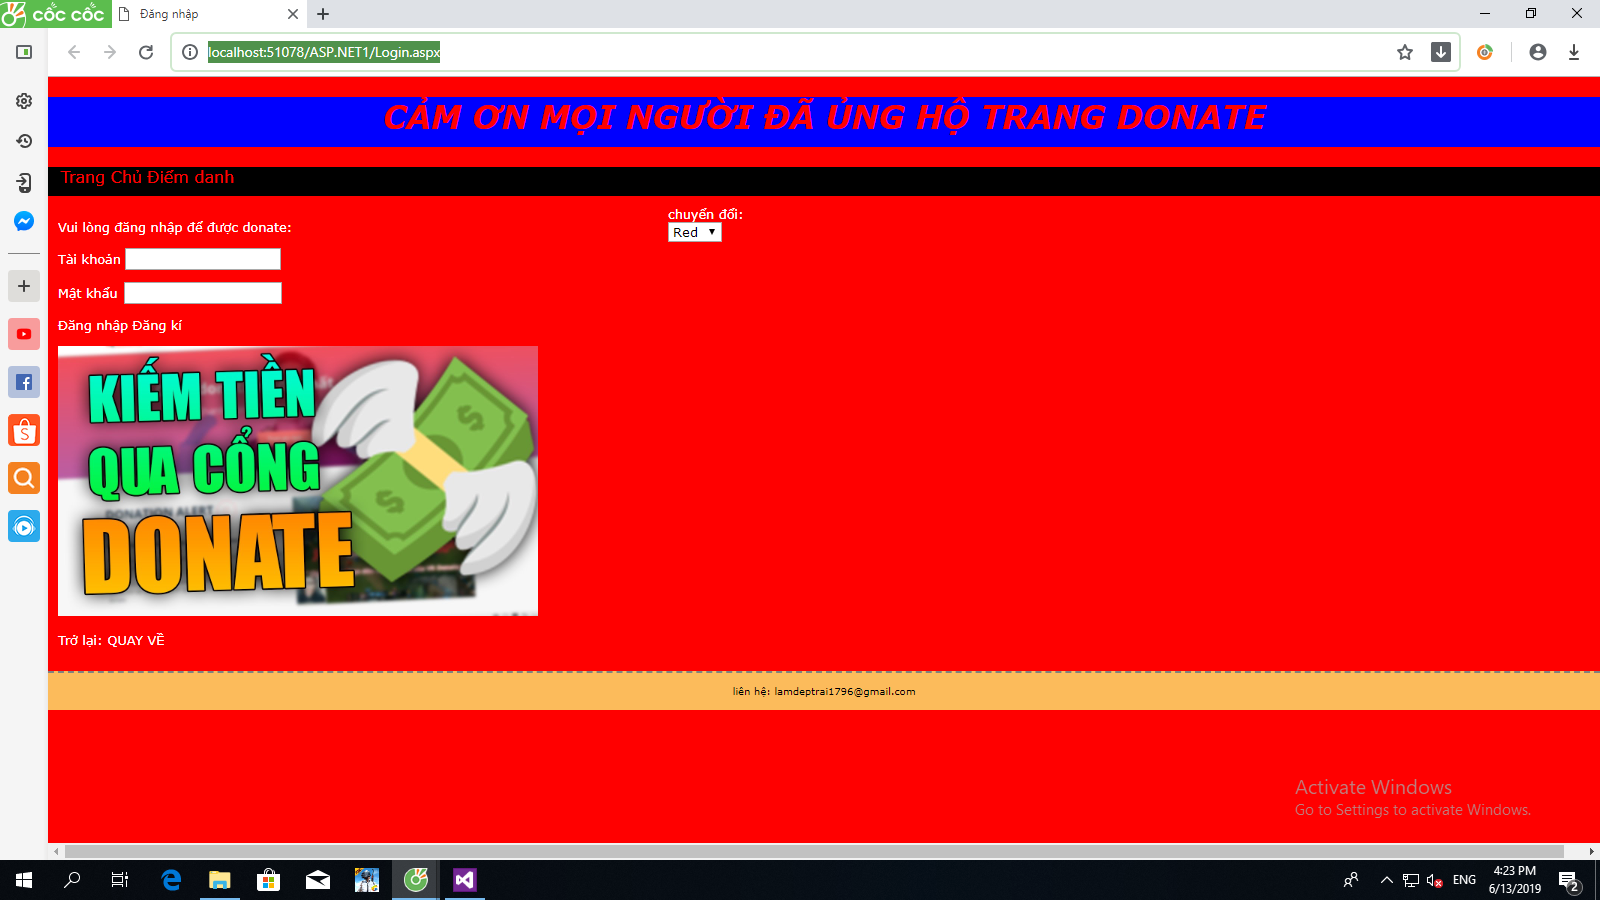 cốc cốc
Đăng nhập
localhost:51078/ASP.NET1/Login.aspx
CẢM ƠN MỌI NGƯỜI ĐÃ ỦNG HỘ TRANG DONATE
Trang Chủ Điểm danh
chuyển đổi:
Red
Vui lòng đăng nhập để được donate:
Tài khoản
Mật khẩu
Đăng nhập Đăng kí
KIẾM TIỀN
QUA CỔNG
DONATION ALERT
DONATE
Trở lại: QUAY VỀ
liên hệ: lamdeptrai1796@gmail.com
Activate Windows
Go to Settings to activate Windows.
ENG
4:23 PM
6/13/2019
2